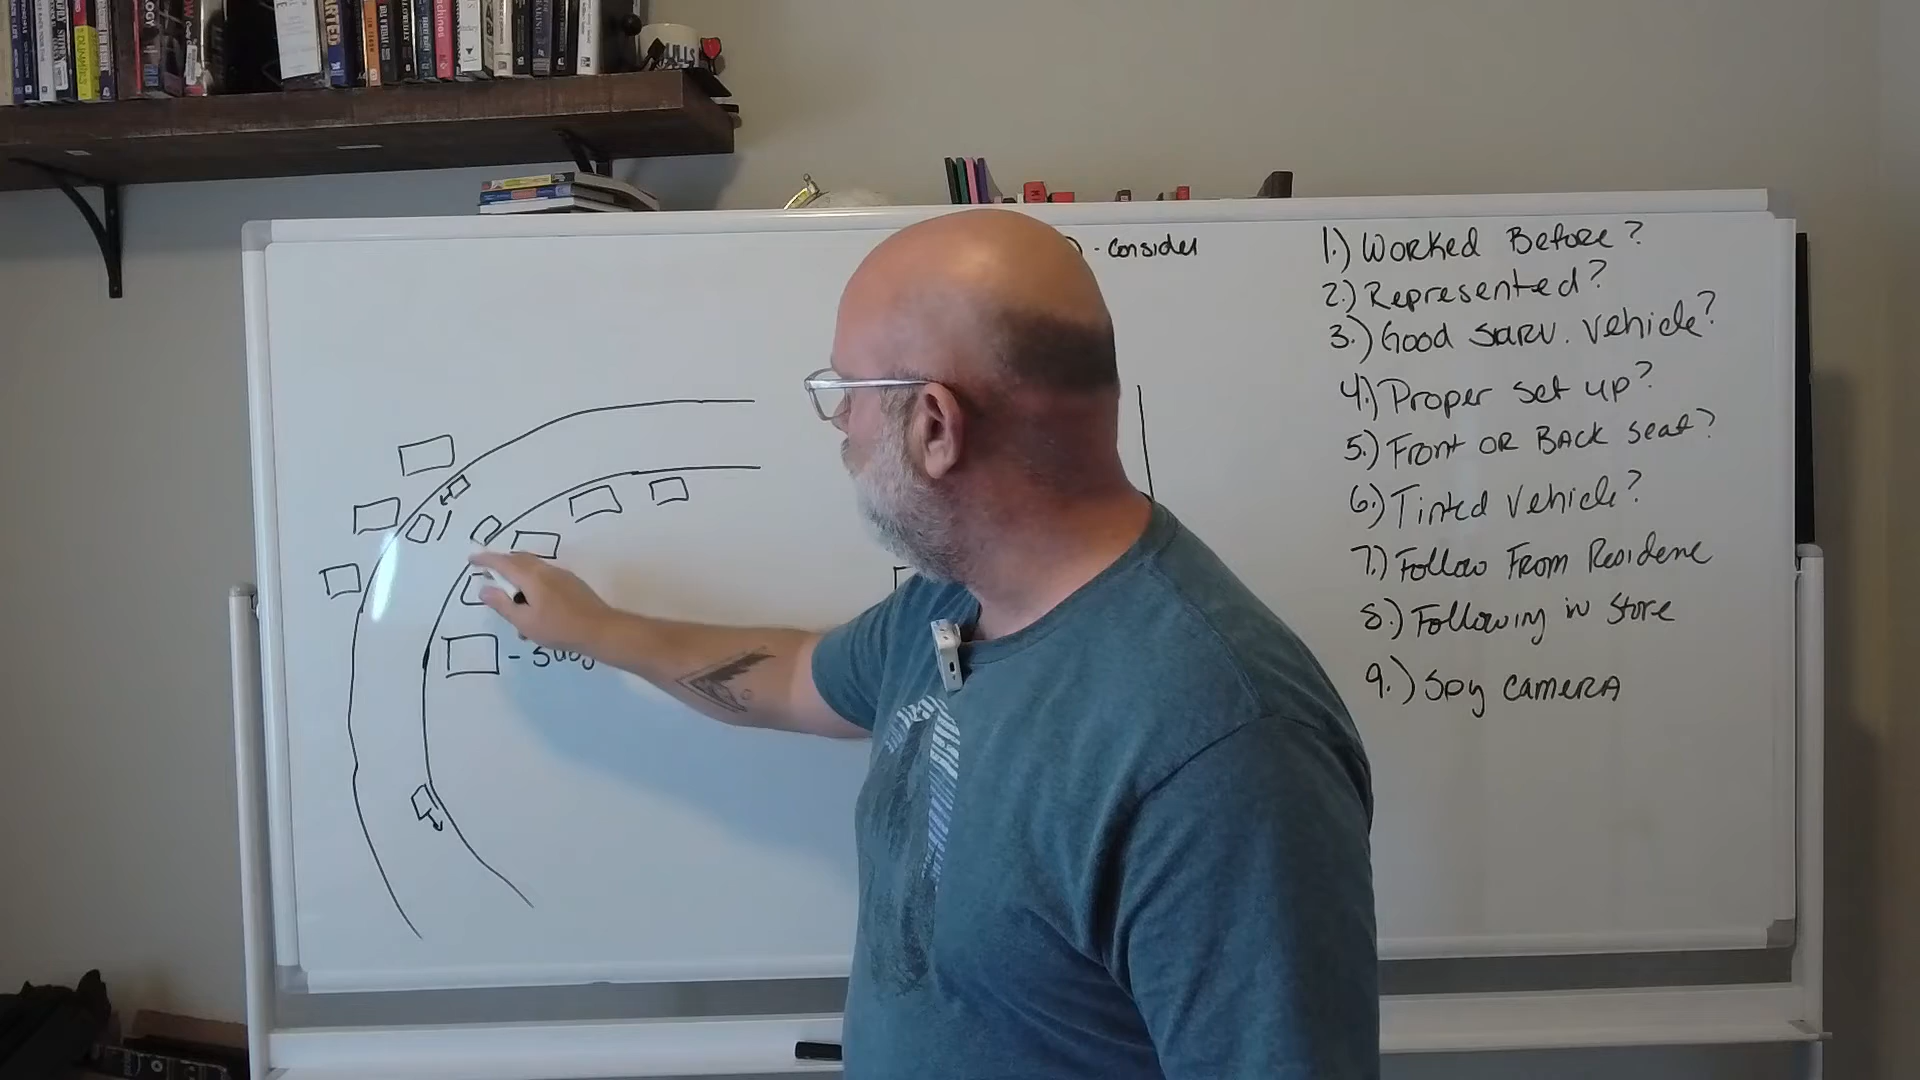 - Consider
1.) Worked Before?
2.) Represented?
3.) Good surv. vehicle?
4.) Proper set up?
5.) Front OR Back seat?
6.) Tinted Vehicle?
7.) Follow From Residene
8.) Following in Store
9.) Spy camera